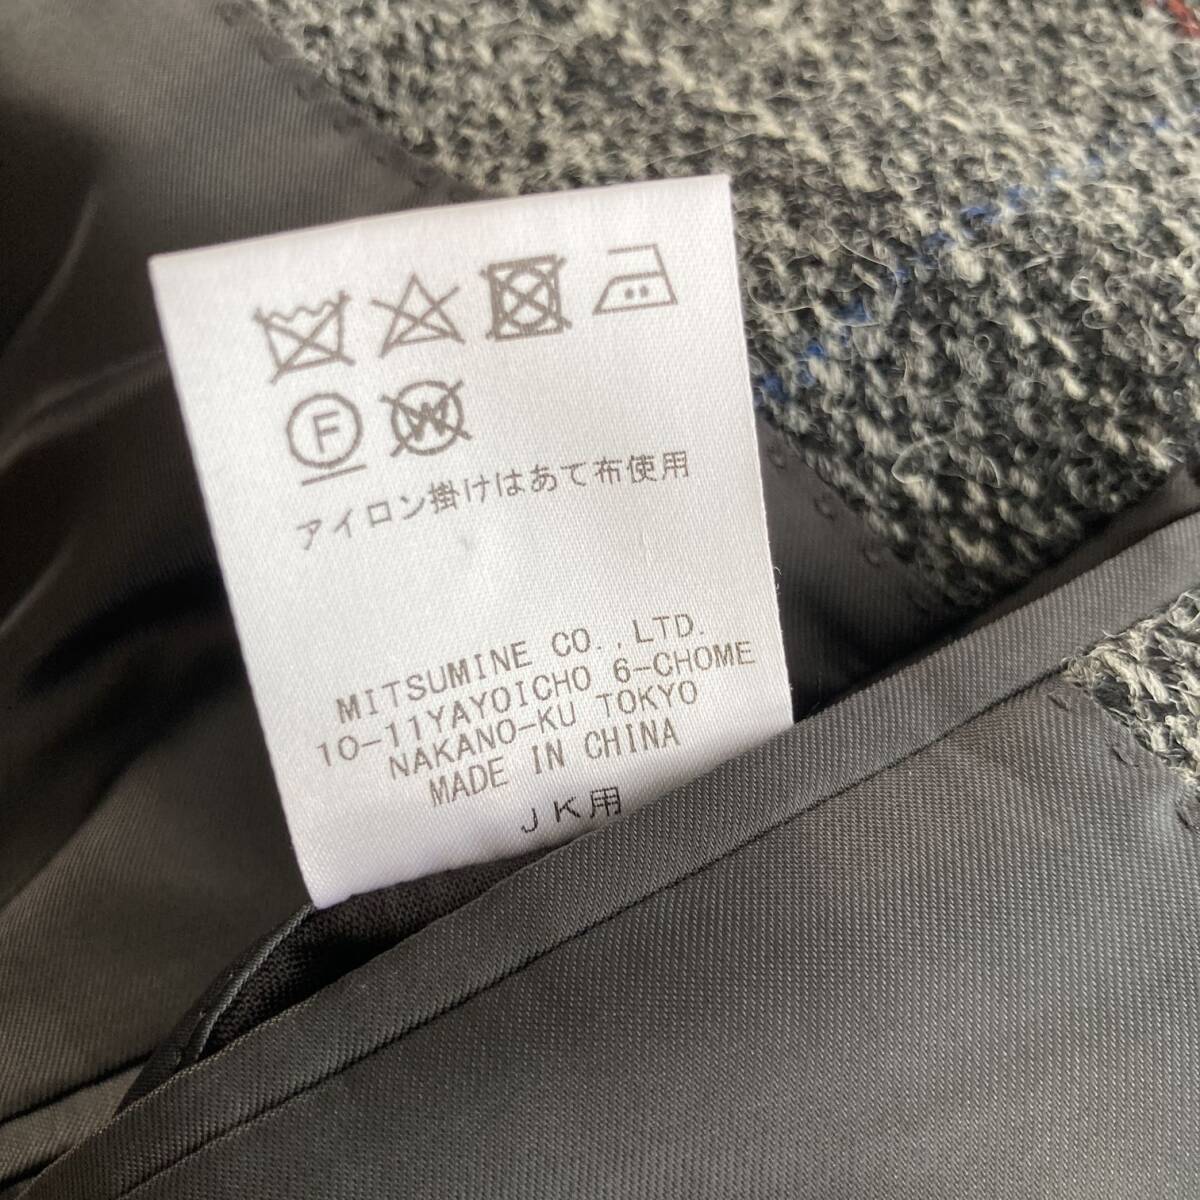 F W
アイロン掛けはあて布使用
MITSUMINE CO.,LTD.
10-11YAYOICHO 6-CHOME
NAKANO-KU TOKYO
MADE IN CHINA
JK用